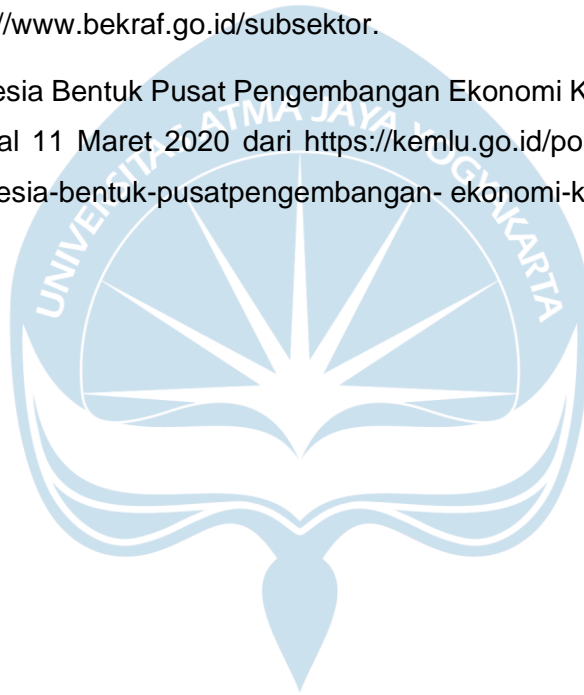 //www.bekraf.go.id/subsektor.
esia Bentuk Pusat Pengembangan Ekonomi K
al 11 Maret 2020 dari https://kemlu.go.id/po
esia-bentuk-pusatpengembangan- ekonomi-k
UNIVERSITAS ATMA JAYA YOGYAKARTA